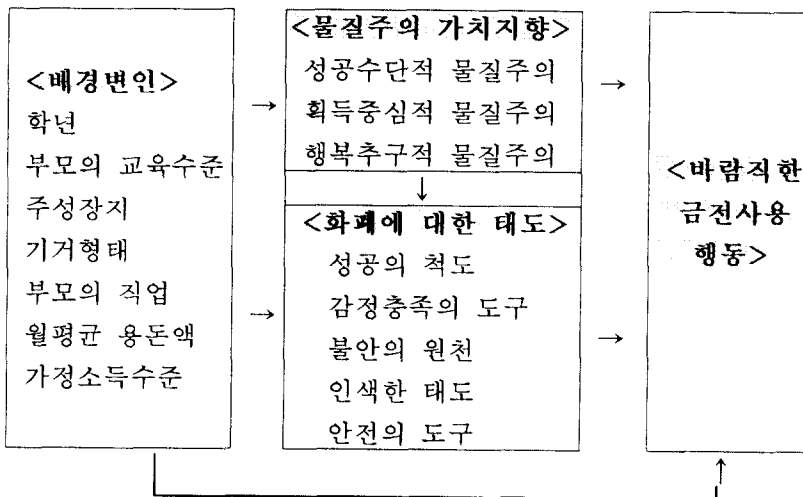 <배경변인>
학년
부모의 교육수준
주성장지
기거형태
부모의 직업
월평균 용돈액
가정소득수준
→
→
<물질주의 가치지향>
성공수단적 물질주의
획득중심적 물질주의
행복추구적 물질주의
↓
<화폐에 대한 태도>
성공의 척도
감정충족의 도구
불안의 원천
인색한 태도
안전의 도구
→
→
<바람직한
금전사용
행동>
↑